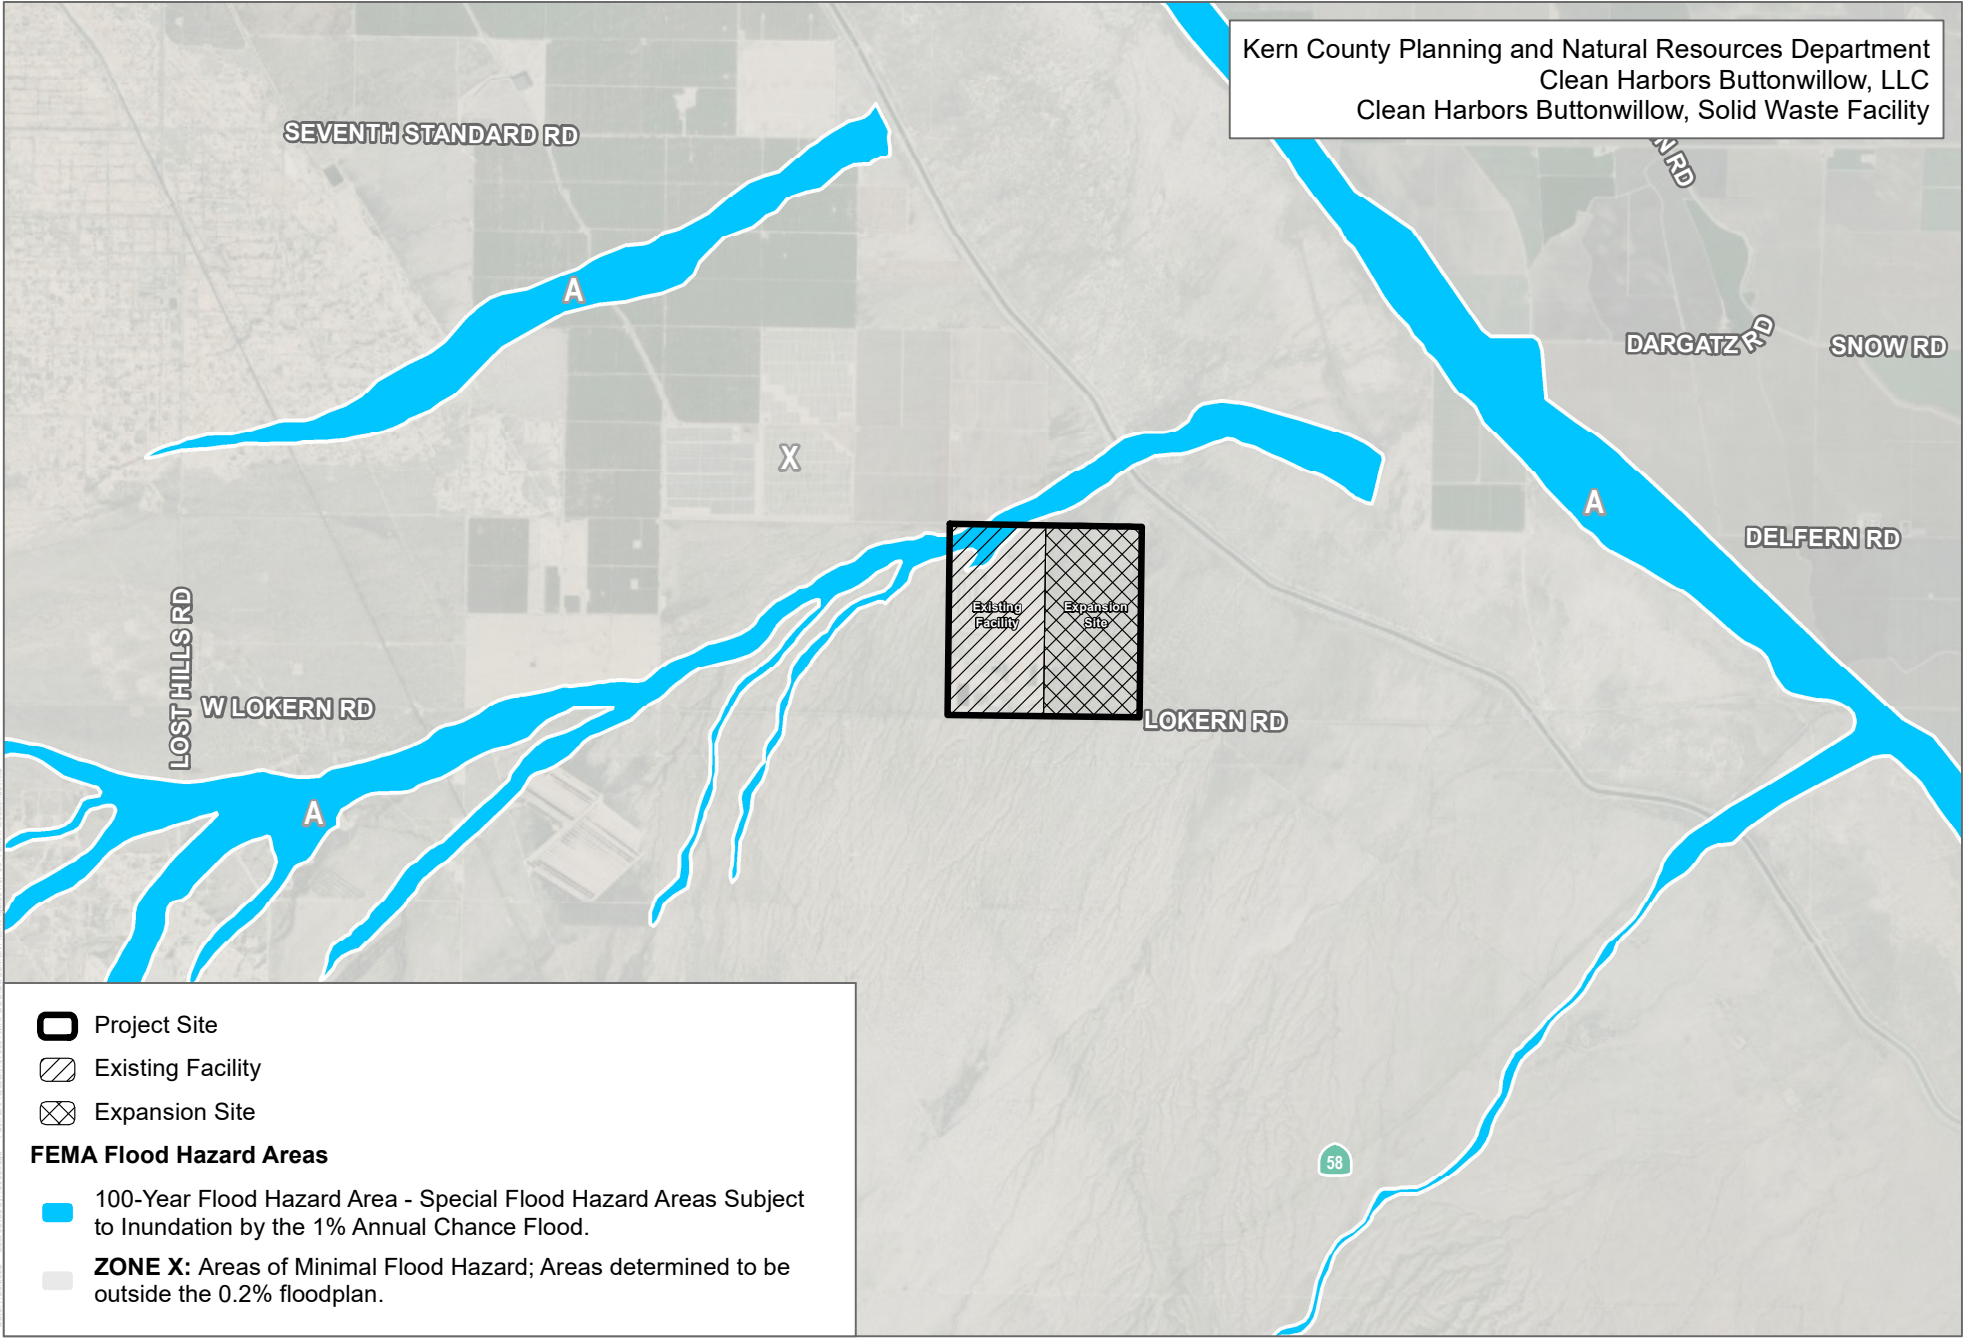 Kern County Planning and Natural Resources Department
Clean Harbors Buttonwillow, LLC
Clean Harbors Buttonwillow, Solid Waste Facility
SEVENTH STANDARD RD
N RD
A
DARGATZ RD
SNOW RD
X
A
DELFERN RD
Existing
Facility
Expansion
Site
LOST HILLS RD
W LOKERN RD
LOKERN RD
A
58
Project Site
Existing Facility
Expansion Site
FEMA Flood Hazard Areas
100-Year Flood Hazard Area - Special Flood Hazard Areas Subject
to Inundation by the 1% Annual Chance Flood.
ZONE X: Areas of Minimal Flood Hazard; Areas determined to be
outside the 0.2% floodplan.